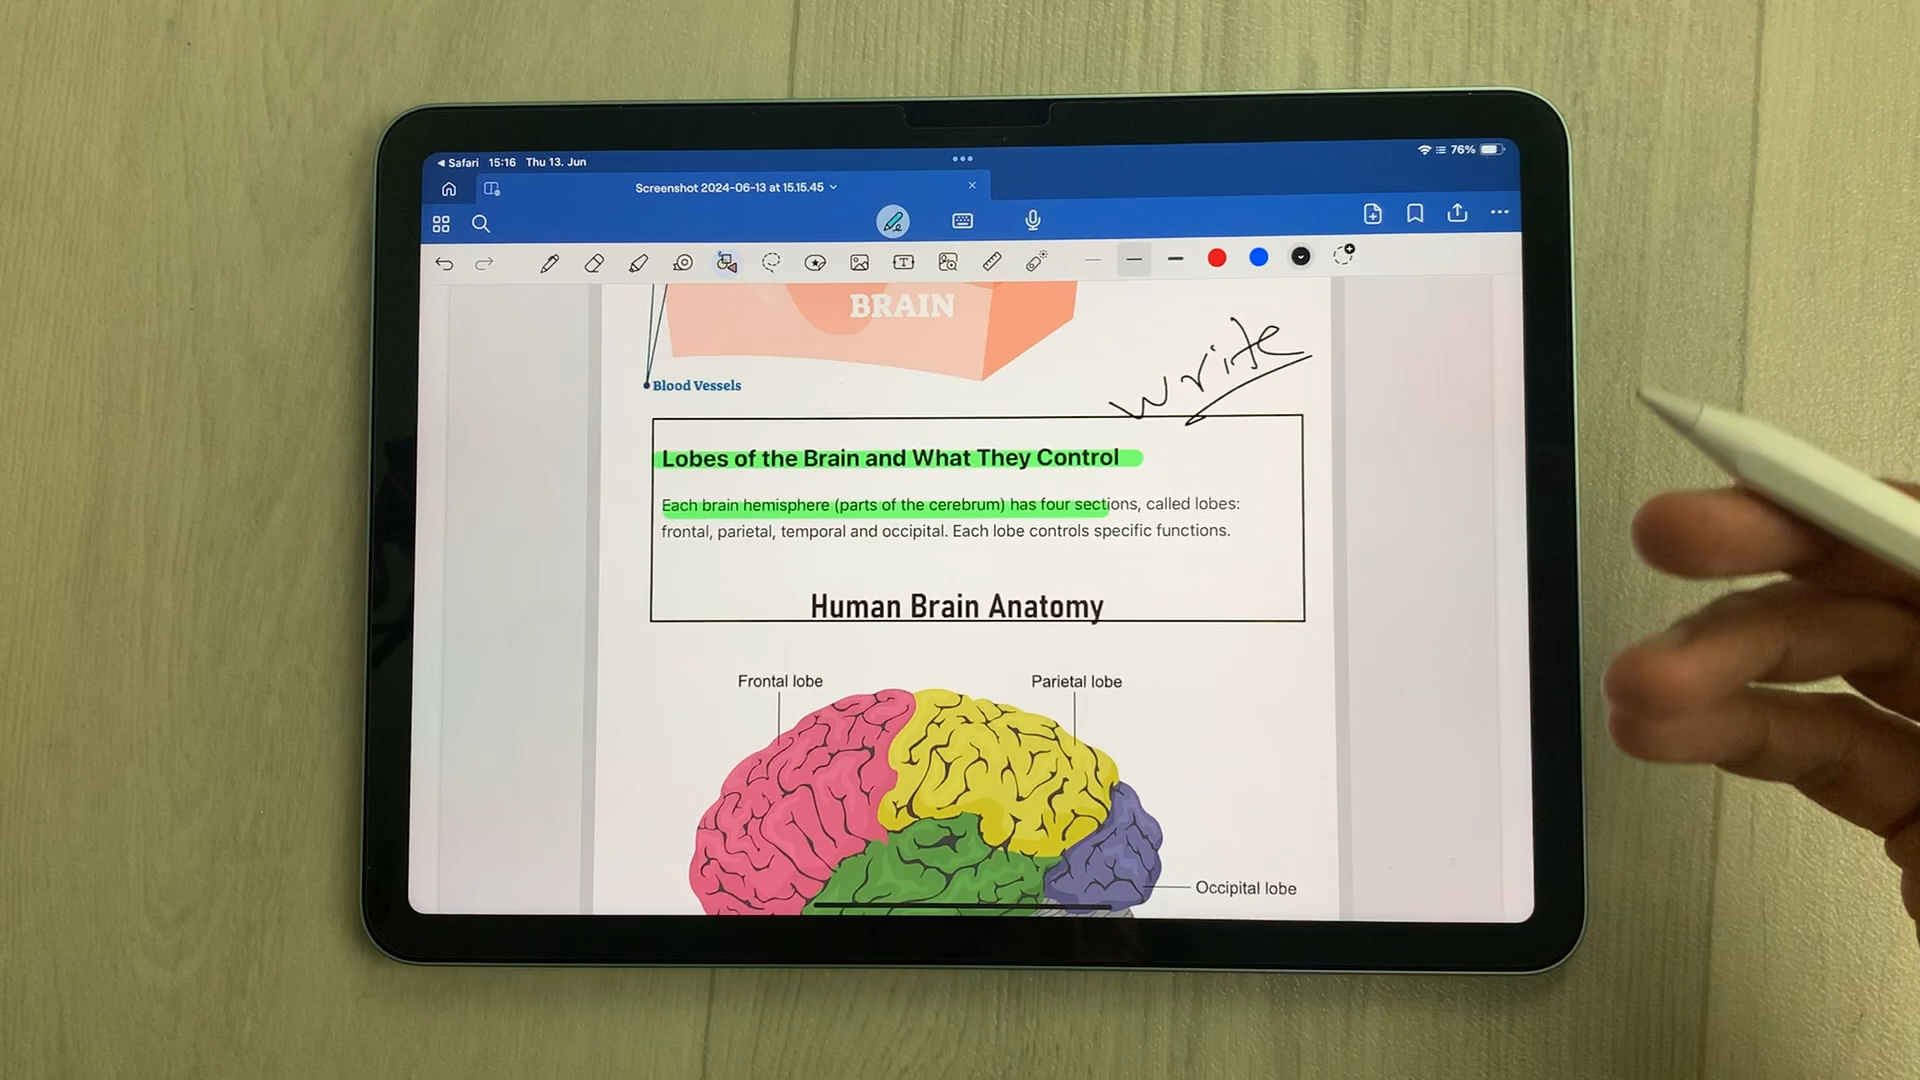 Safari 15:16 Thu 13. Jun
76%
Screenshot 2024-06-13 at 15.15.45
BRAIN
write
Blood Vessels
Lobes of the Brain and What They Control
Each brain hemisphere (parts of the cerebrum) has four sections, called lobes:
frontal, parietal, temporal and occipital. Each lobe controls specific functions.
Human Brain Anatomy
Frontal lobe
Parietal lobe
Occipital lobe